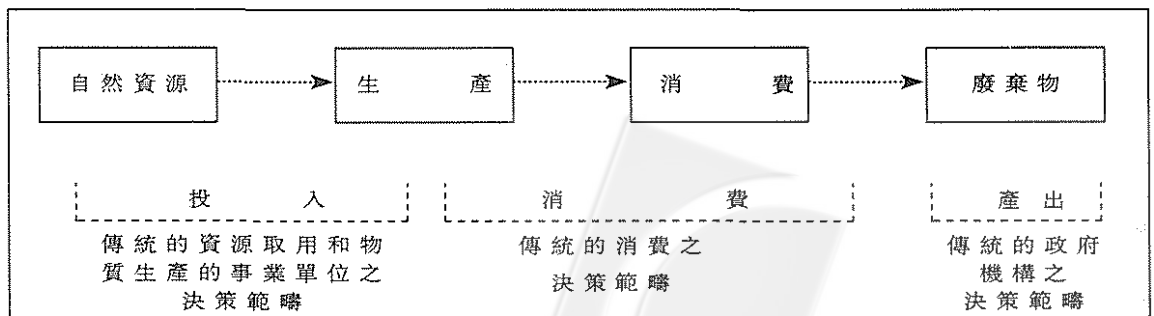 自然資源 生產 消費 廢棄物
投入 消費 產出
傳統的資源取用和物 傳統的消費之 傳統的政府
質生產的事業單位之 決策範疇 機構之
決策範疇 決策範疇